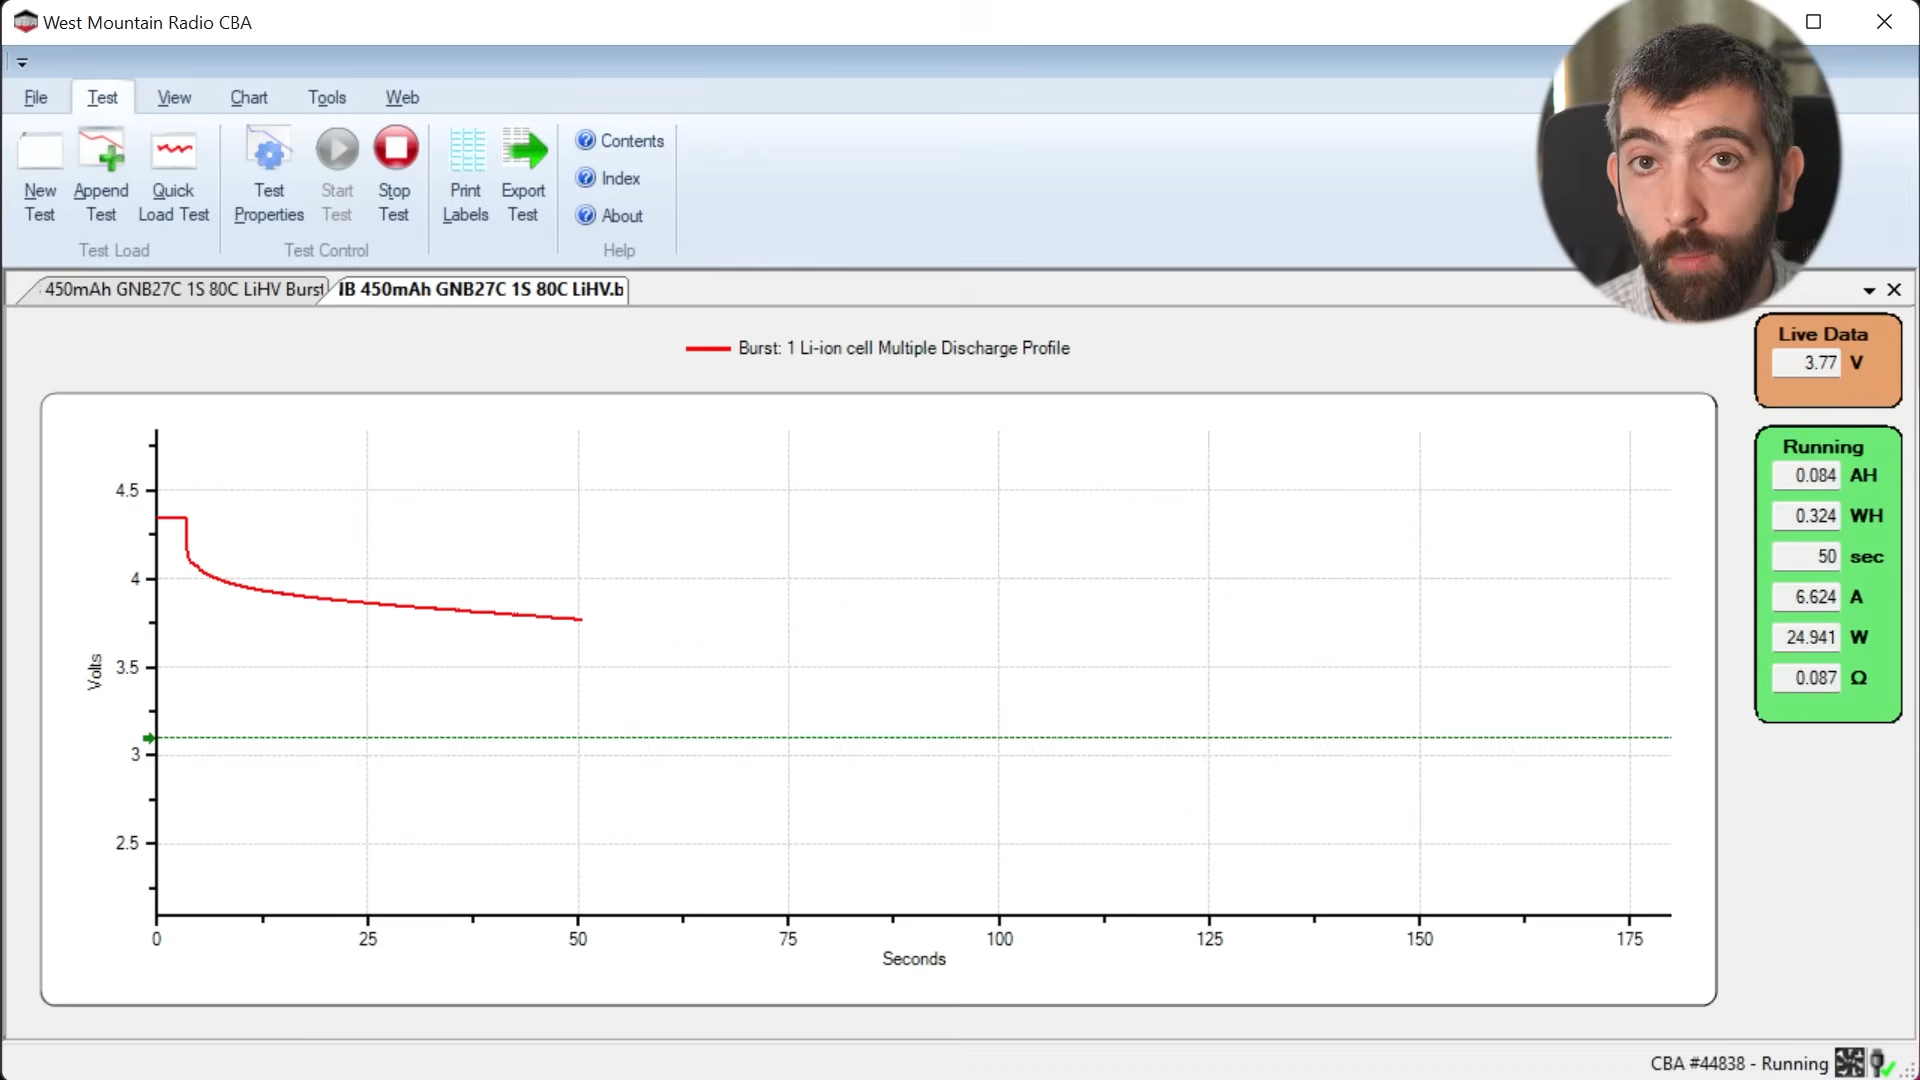 West Mountain Radio CBA
File Test View Chart Tools Web
New Test
Append Test
Quick Load Test
Test Load
Test Properties
Start Test
Stop Test
Test Control
Print Labels
Export Test
Contents
Index
About
Help
450mAh GNB27C 1S 80C LiHV Burst
IB 450mAh GNB27C 1S 80C LiHV.b
Burst: 1 Li-ion cell Multiple Discharge Profile
Live Data
3.77 V
Running
0.084 AH
0.324 WH
50 sec
6.624 A
24.941 W
0.087 Ω
Volts
4.5
4
3.5
3
2.5
0 25 50 75 100 125 150 175
Seconds
CBA #44838 - Running